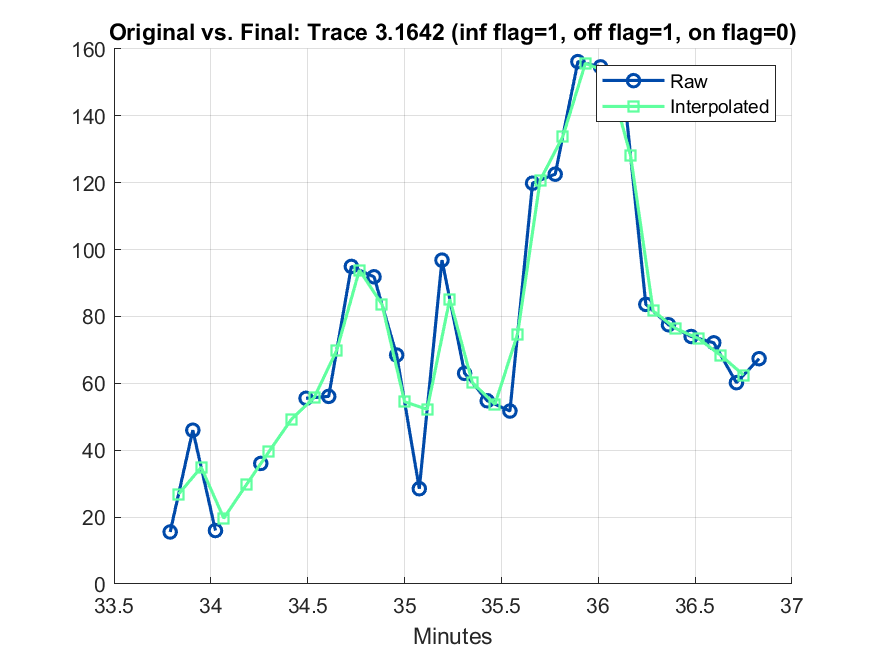 Original vs. Final: Trace 3.1642 (inf flag=1, off flag=1, on flag=0)
160
140
120
100
80
60
40
20
0
Raw
Interpolated
33.5 34 34.5 35 35.5 36 36.5 37
Minutes